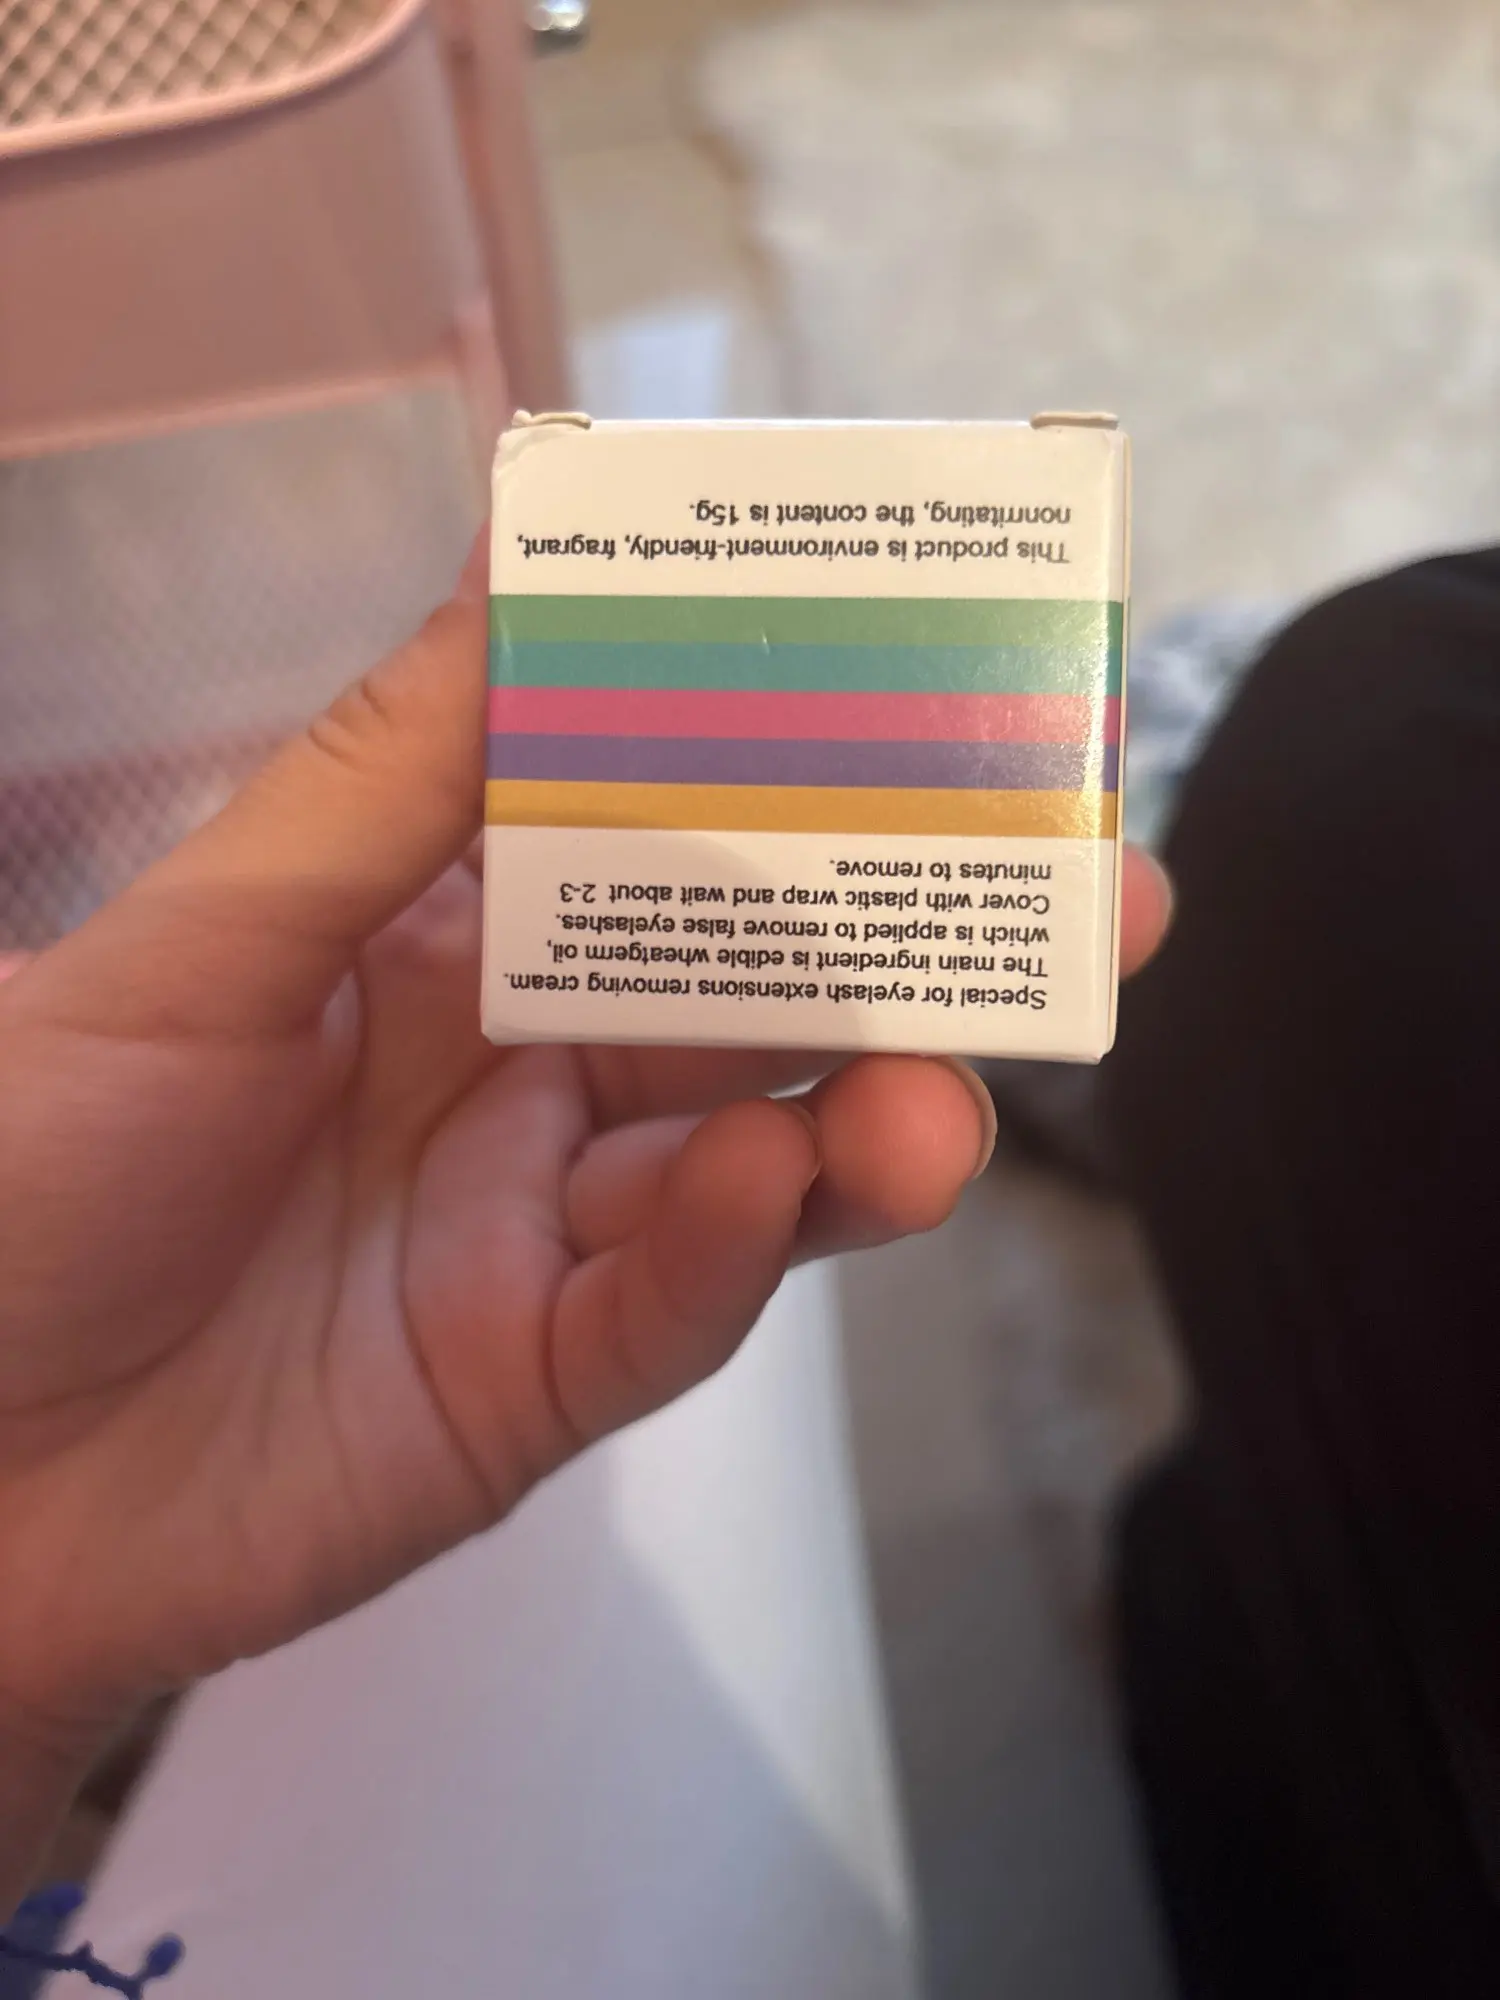 Special for eyelash extensions removing cream.
The main ingredient is edible wheatgerm oil,
which is applied to remove false eyelashes.
Cover with plastic wrap and wait about 2-3
minutes to remove.
This product is environment-friendly, fragrant,
nonrritating, the content is 15g.